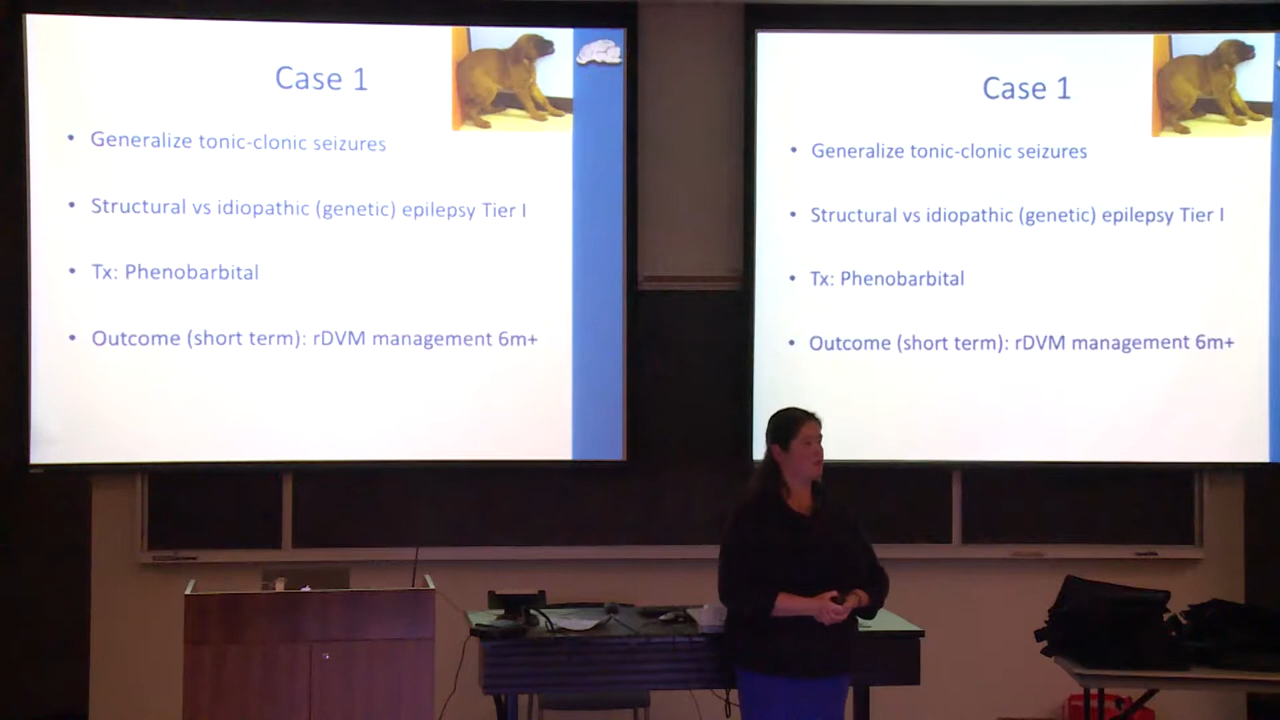 Case 1
• Generalize tonic-clonic seizures
• Structural vs idiopathic (genetic) epilepsy Tier I
• Tx: Phenobarbital
• Outcome (short term): rDVM management 6m+
Case 1
• Generalize tonic-clonic seizures
• Structural vs idiopathic (genetic) epilepsy Tier I
• Tx: Phenobarbital
• Outcome (short term): rDVM management 6m+